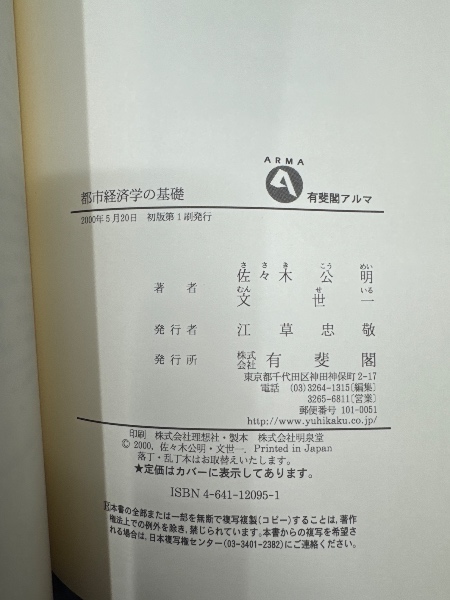 ARMA
都市経済学の基礎
有斐閣アルマ
2000年5月20日 初版第1刷発行
さ さ き こう めい
佐々木 公 明
著 者
むん せ いる
文 世 一
発行者 江 草 忠 敬
発行所 株式会社 有 斐 閣
東京都千代田区神田神保町2-17
電話 (03)3264-1315[編集]
3265-6811[営業]
郵便番号 101-0051
http://www.yuhikaku.co.jp/
印刷 株式会社理想社・製本 株式会社明泉堂
© 2000, 佐々木公明・文世一. Printed in Japan
落丁・乱丁本はお取替えいたします。
★定価はカバーに表示してあります。
ISBN 4-641-12095-1
R本書の全部または一部を無断で複写複製(コピー)することは、著作
権法上での例外を除き、禁じられています。本書からの複写を希望さ
れる場合は、日本複写権センター(03-3401-2382)にご連絡ください。